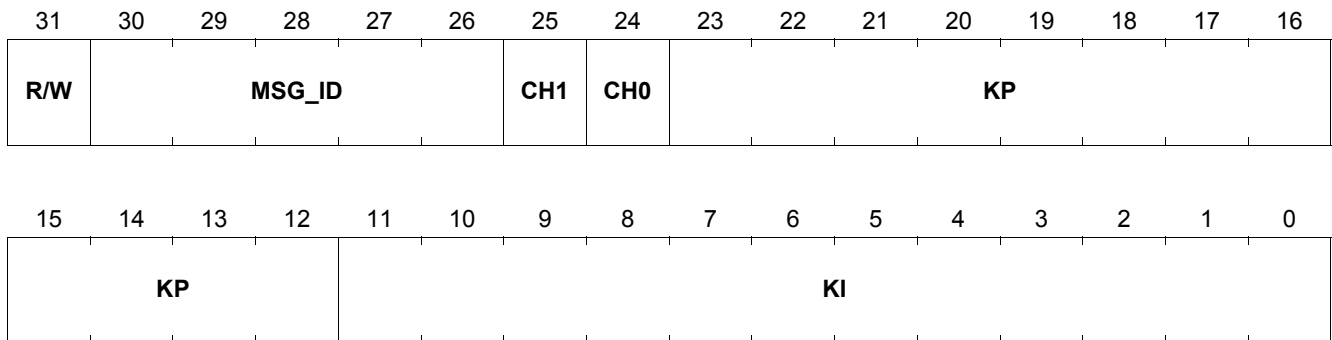 31 30 29 28 27 26 25 24 23 22 21 20 19 18 17 16
R/W MSG_ID CH1 CH0 KP
15 14 13 12 11 10 9 8 7 6 5 4 3 2 1 0
KP KI